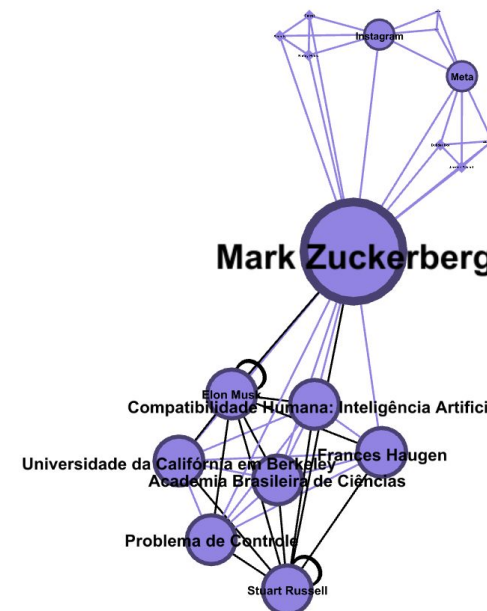 Instagram
Meta
Mark Zuckerberg
Elon Musk
Compatibilidade Humana: Inteligência Artifici
Frances Haugen
Universidade da Califórnia em Berkeley
Academia Brasileira de Ciências
Problema de Controle
Stuart Russell